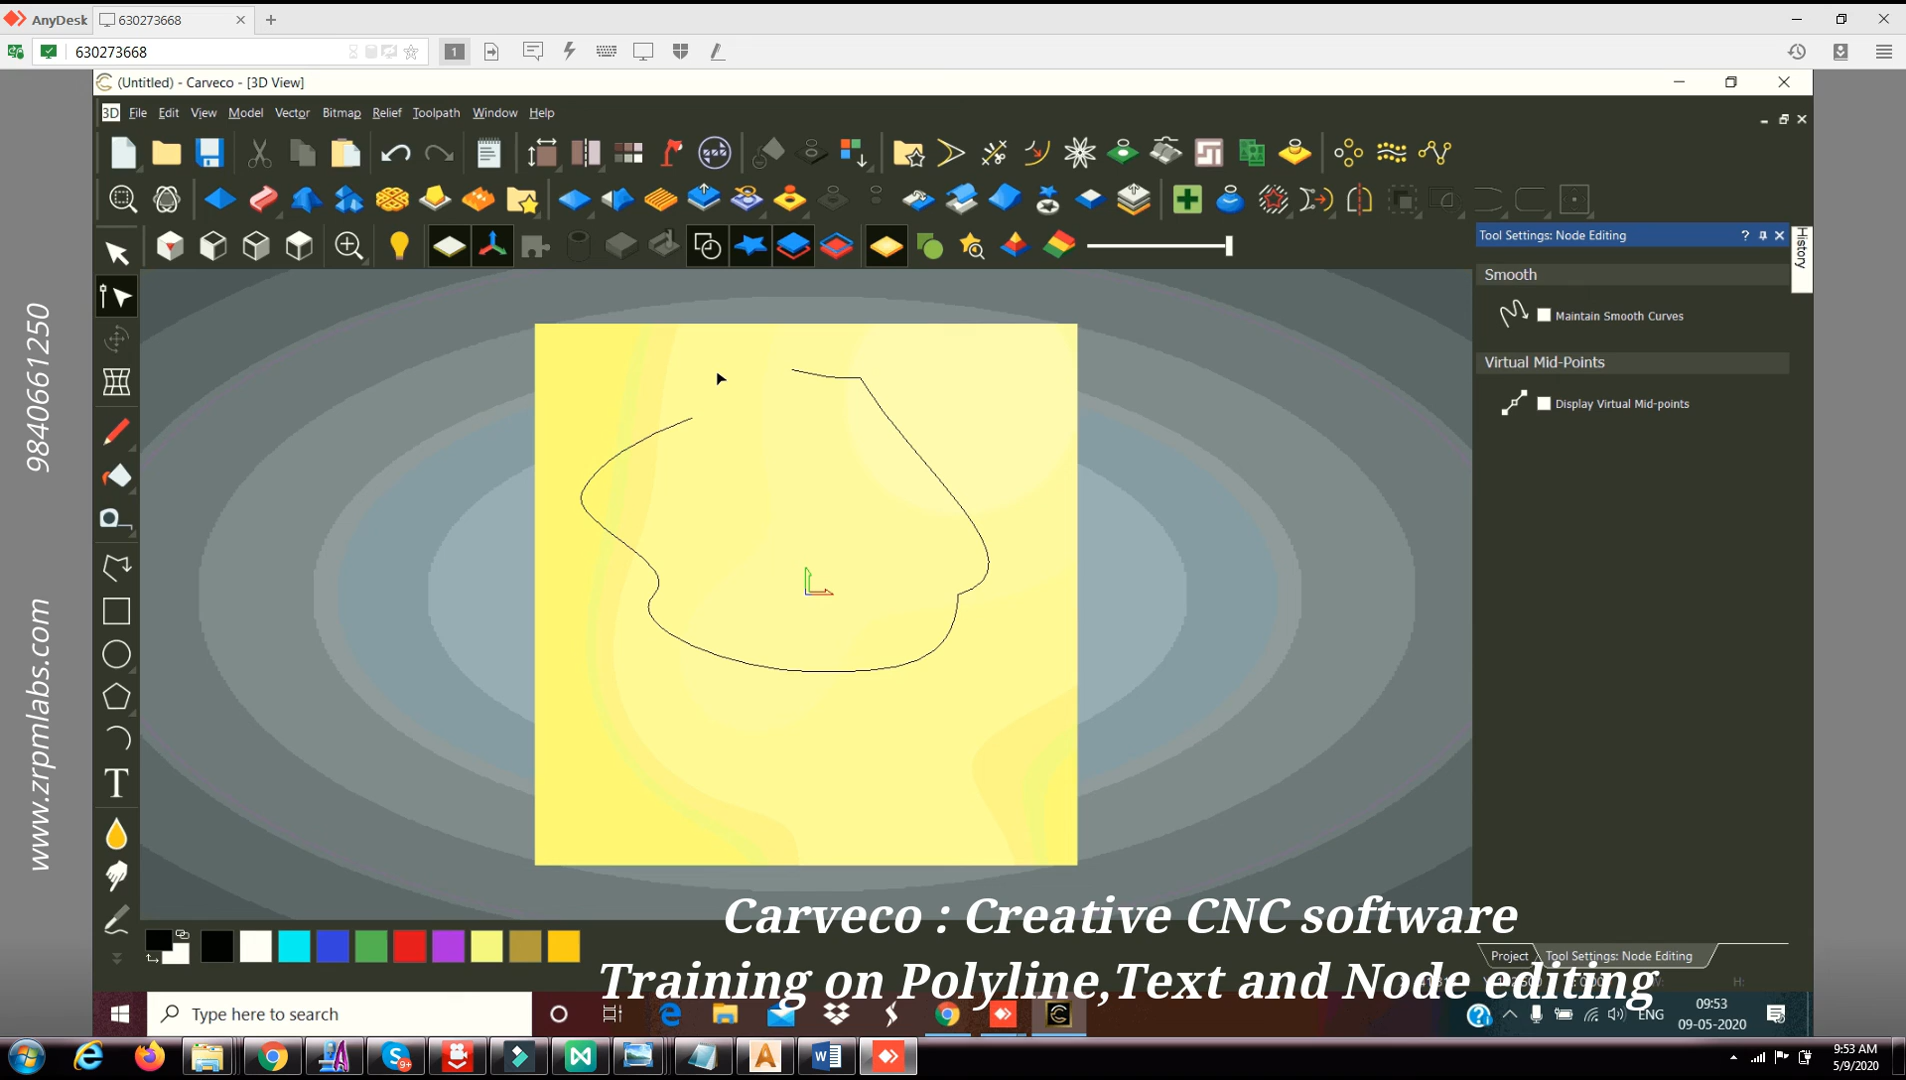 AnyDesk
630273668
630273668
1
(Untitled) - Carveco - [3D View]
3D File Edit View Model Vector Bitmap Relief Toolpath Window Help
Tool Settings: Node Editing
History
Smooth
Maintain Smooth Curves
Virtual Mid-Points
Display Virtual Mid-points
9840661250
www.zrpmlabs.com
T
Carveco : Creative CNC software
Training on Polyline,Text and Node editing
Project
Tool Settings: Node Editing
Type here to search
ENG
09:53
09-05-2020
9:53 AM
5/9/2020